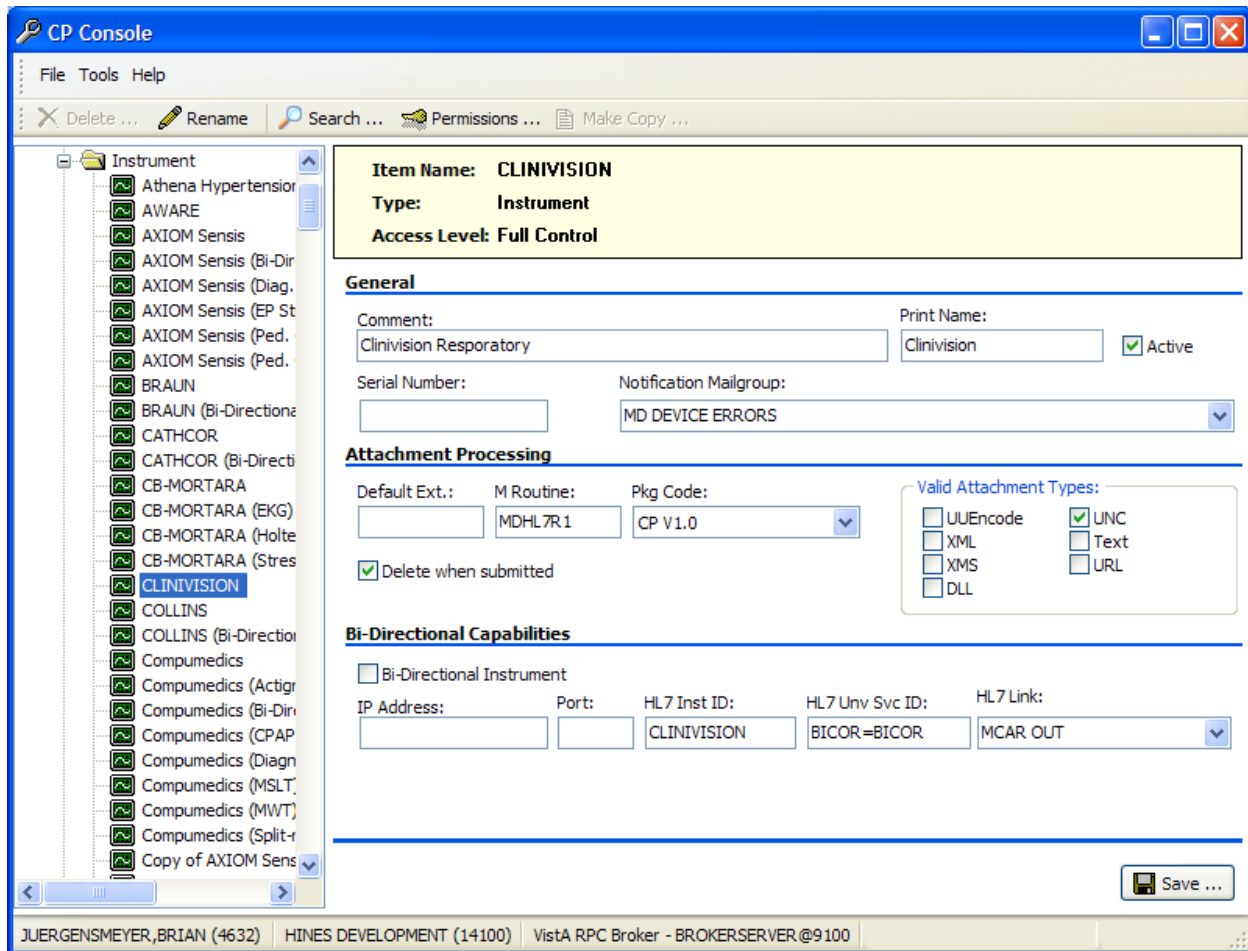 CP Console
File Tools Help
Delete ... Rename Search ... Permissions ... Make Copy ...
Instrument
Athena Hypertension
AWARE
AXIOM Sensis
AXIOM Sensis (Bi-Dir
AXIOM Sensis (Diag.
AXIOM Sensis (EP St
AXIOM Sensis (Ped.
AXIOM Sensis (Ped.
BRAUN
BRAUN (Bi-Directiona
CATHCOR
CATHCOR (Bi-Directi
CB-MORTARA
CB-MORTARA (EKG)
CB-MORTARA (Holte
CB-MORTARA (Stres
CLINIVISION
COLLINS
COLLINS (Bi-Direction
Compumedics
Compumedics (Actigr
Compumedics (Bi-Dire
Compumedics (CPAP
Compumedics (Diagn
Compumedics (MSLT)
Compumedics (MWT)
Compumedics (Split-r
Copy of AXIOM Sens
Item Name: CLINIVISION
Type: Instrument
Access Level: Full Control
General
Comment: Print Name:
Clinivision Resporatory Clinivision Active
Serial Number: Notification Mailgroup:
MD DEVICE ERRORS
Attachment Processing
Default Ext.: M Routine: Pkg Code:
MDHL7R1 CP V1.0
Delete when submitted
Valid Attachment Types:
UUEncode UNC
XML Text
XMS URL
DLL
Bi-Directional Capabilities
Bi-Directional Instrument
IP Address: Port: HL7 Inst ID: HL7 Unv Svc ID: HL7 Link:
CLINIVISION BICOR=BICOR MCAR OUT
Save ...
JUERGENSMEYER,BRIAN (4632) HINES DEVELOPMENT (14100) VistA RPC Broker - BROKERSERVER@9100